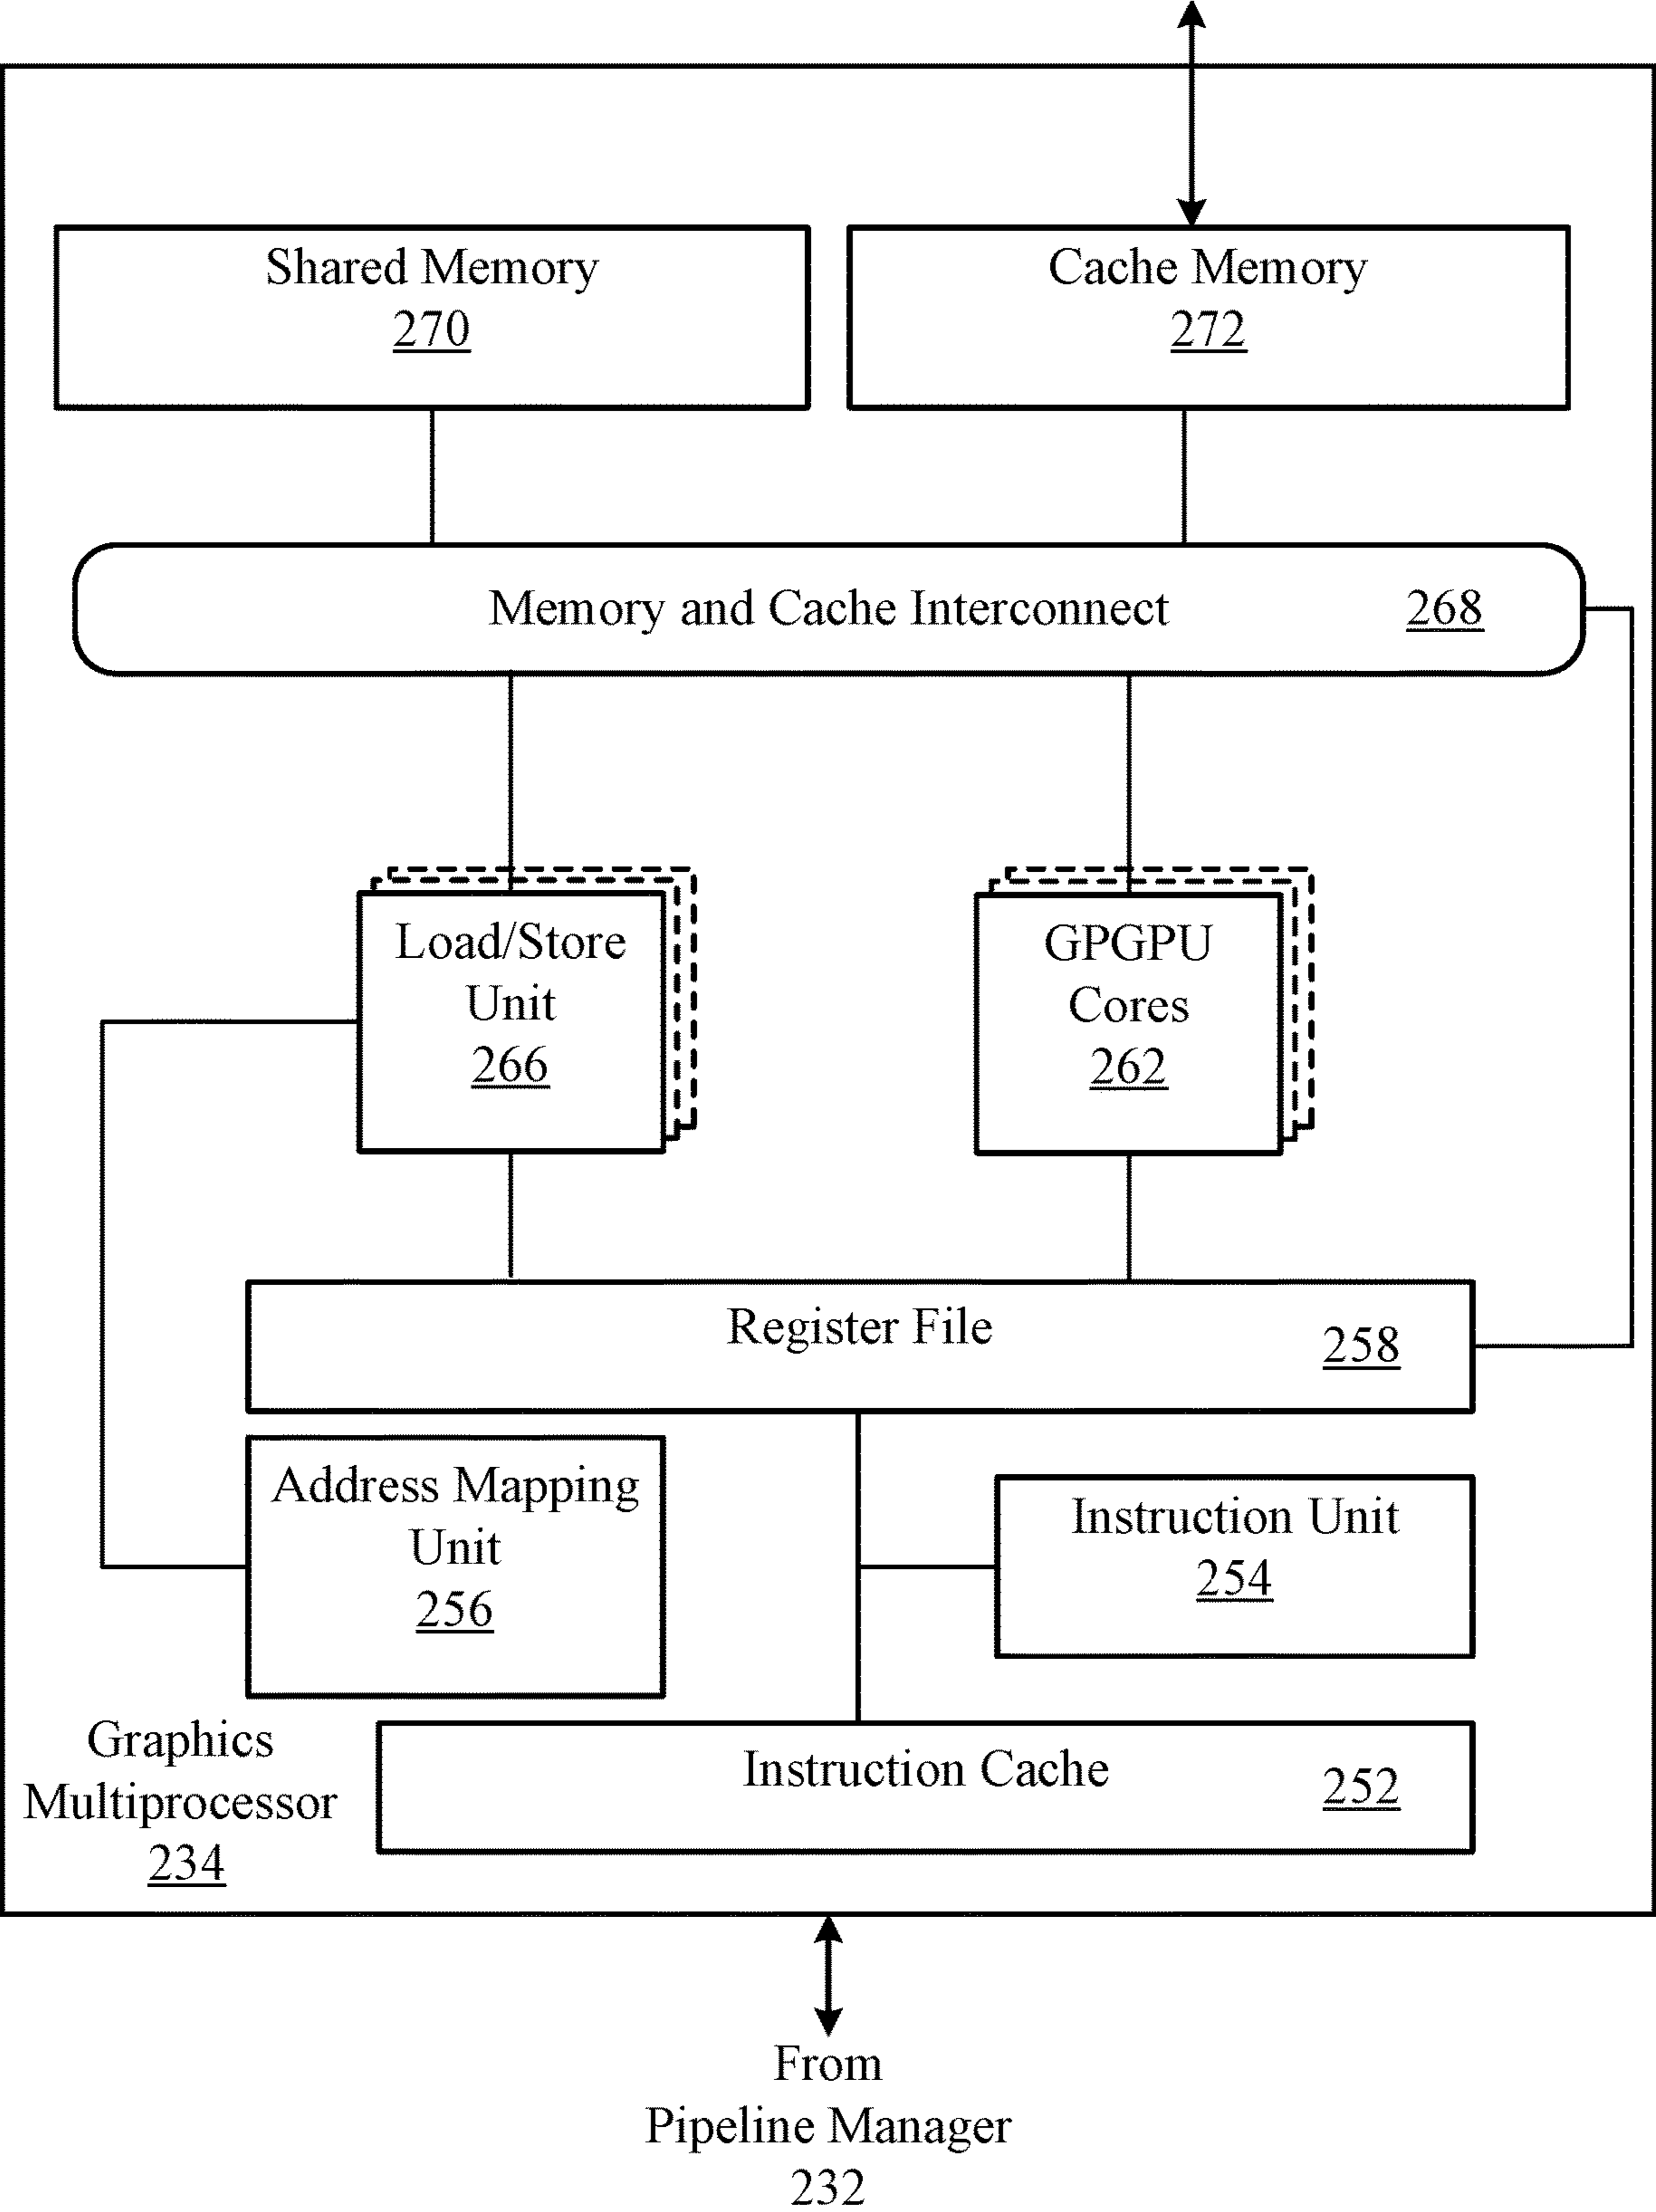 Shared Memory
270
Cache Memory
272
Memory and Cache Interconnect 268
Load/Store
Unit
266
GPGPU
Cores
262
Register File 258
Address Mapping
Unit
256
Instruction Unit
254
Graphics
Multiprocessor
234
Instruction Cache 252
From
Pipeline Manager
232